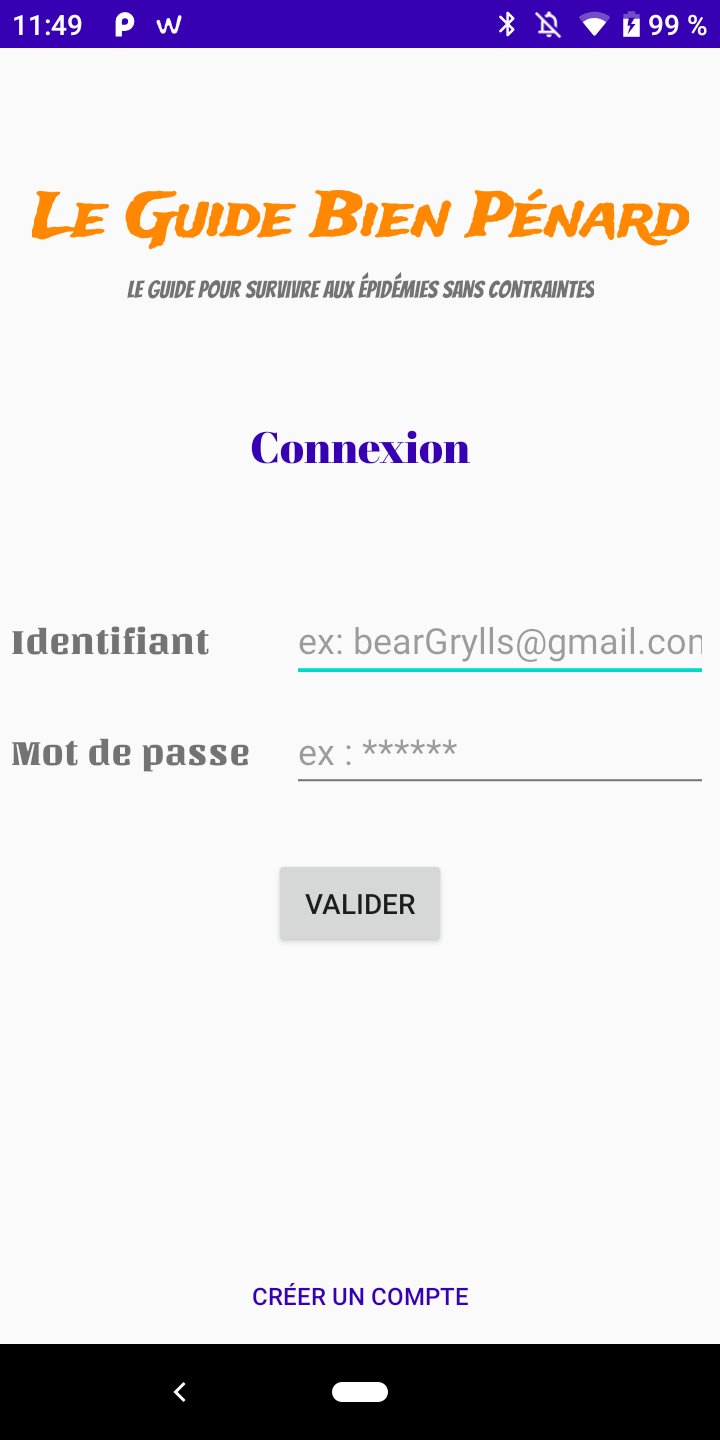 11:49
99 %
Le Guide Bien Pénard
Le guide pour survivre aux épidémies sans contraintes
Connexion
Identifiant
ex: bearGrylls@gmail.com
Mot de passe
ex : ******
VALIDER
CRÉER UN COMPTE